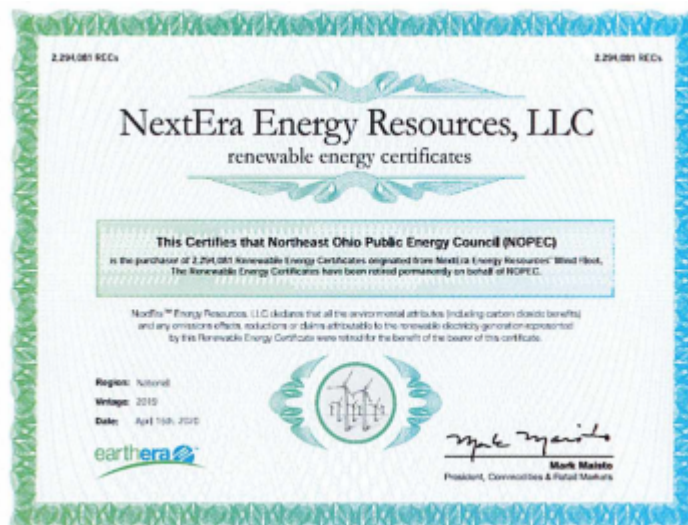 2,294,081 RECs 2,294,081 RECs
NextEra Energy Resources, LLC
renewable energy certificates
This Certifies that Northeast Ohio Public Energy Council (NOPEC)
is the purchaser of 2,294,081 Renewable Energy Certificates originated from NextEra Energy Resources' Wind Fleet.
The Renewable Energy Certificates have been retired permanently on behalf of NOPEC.
NextEra™ Energy Resources, LLC declares that all the environmental attributes (including carbon dioxide benefits)
and any emissions effects, reductions or claims attributable to the renewable electricity generation represented
by this Renewable Energy Certificate were retired for the benefit of the bearer of this certificate.
Region: National
Vintage: 2019
Date: April 15th, 2020
earthera™
Mark Maisto
Mark Maisto
President, Commodities & Retail Markets